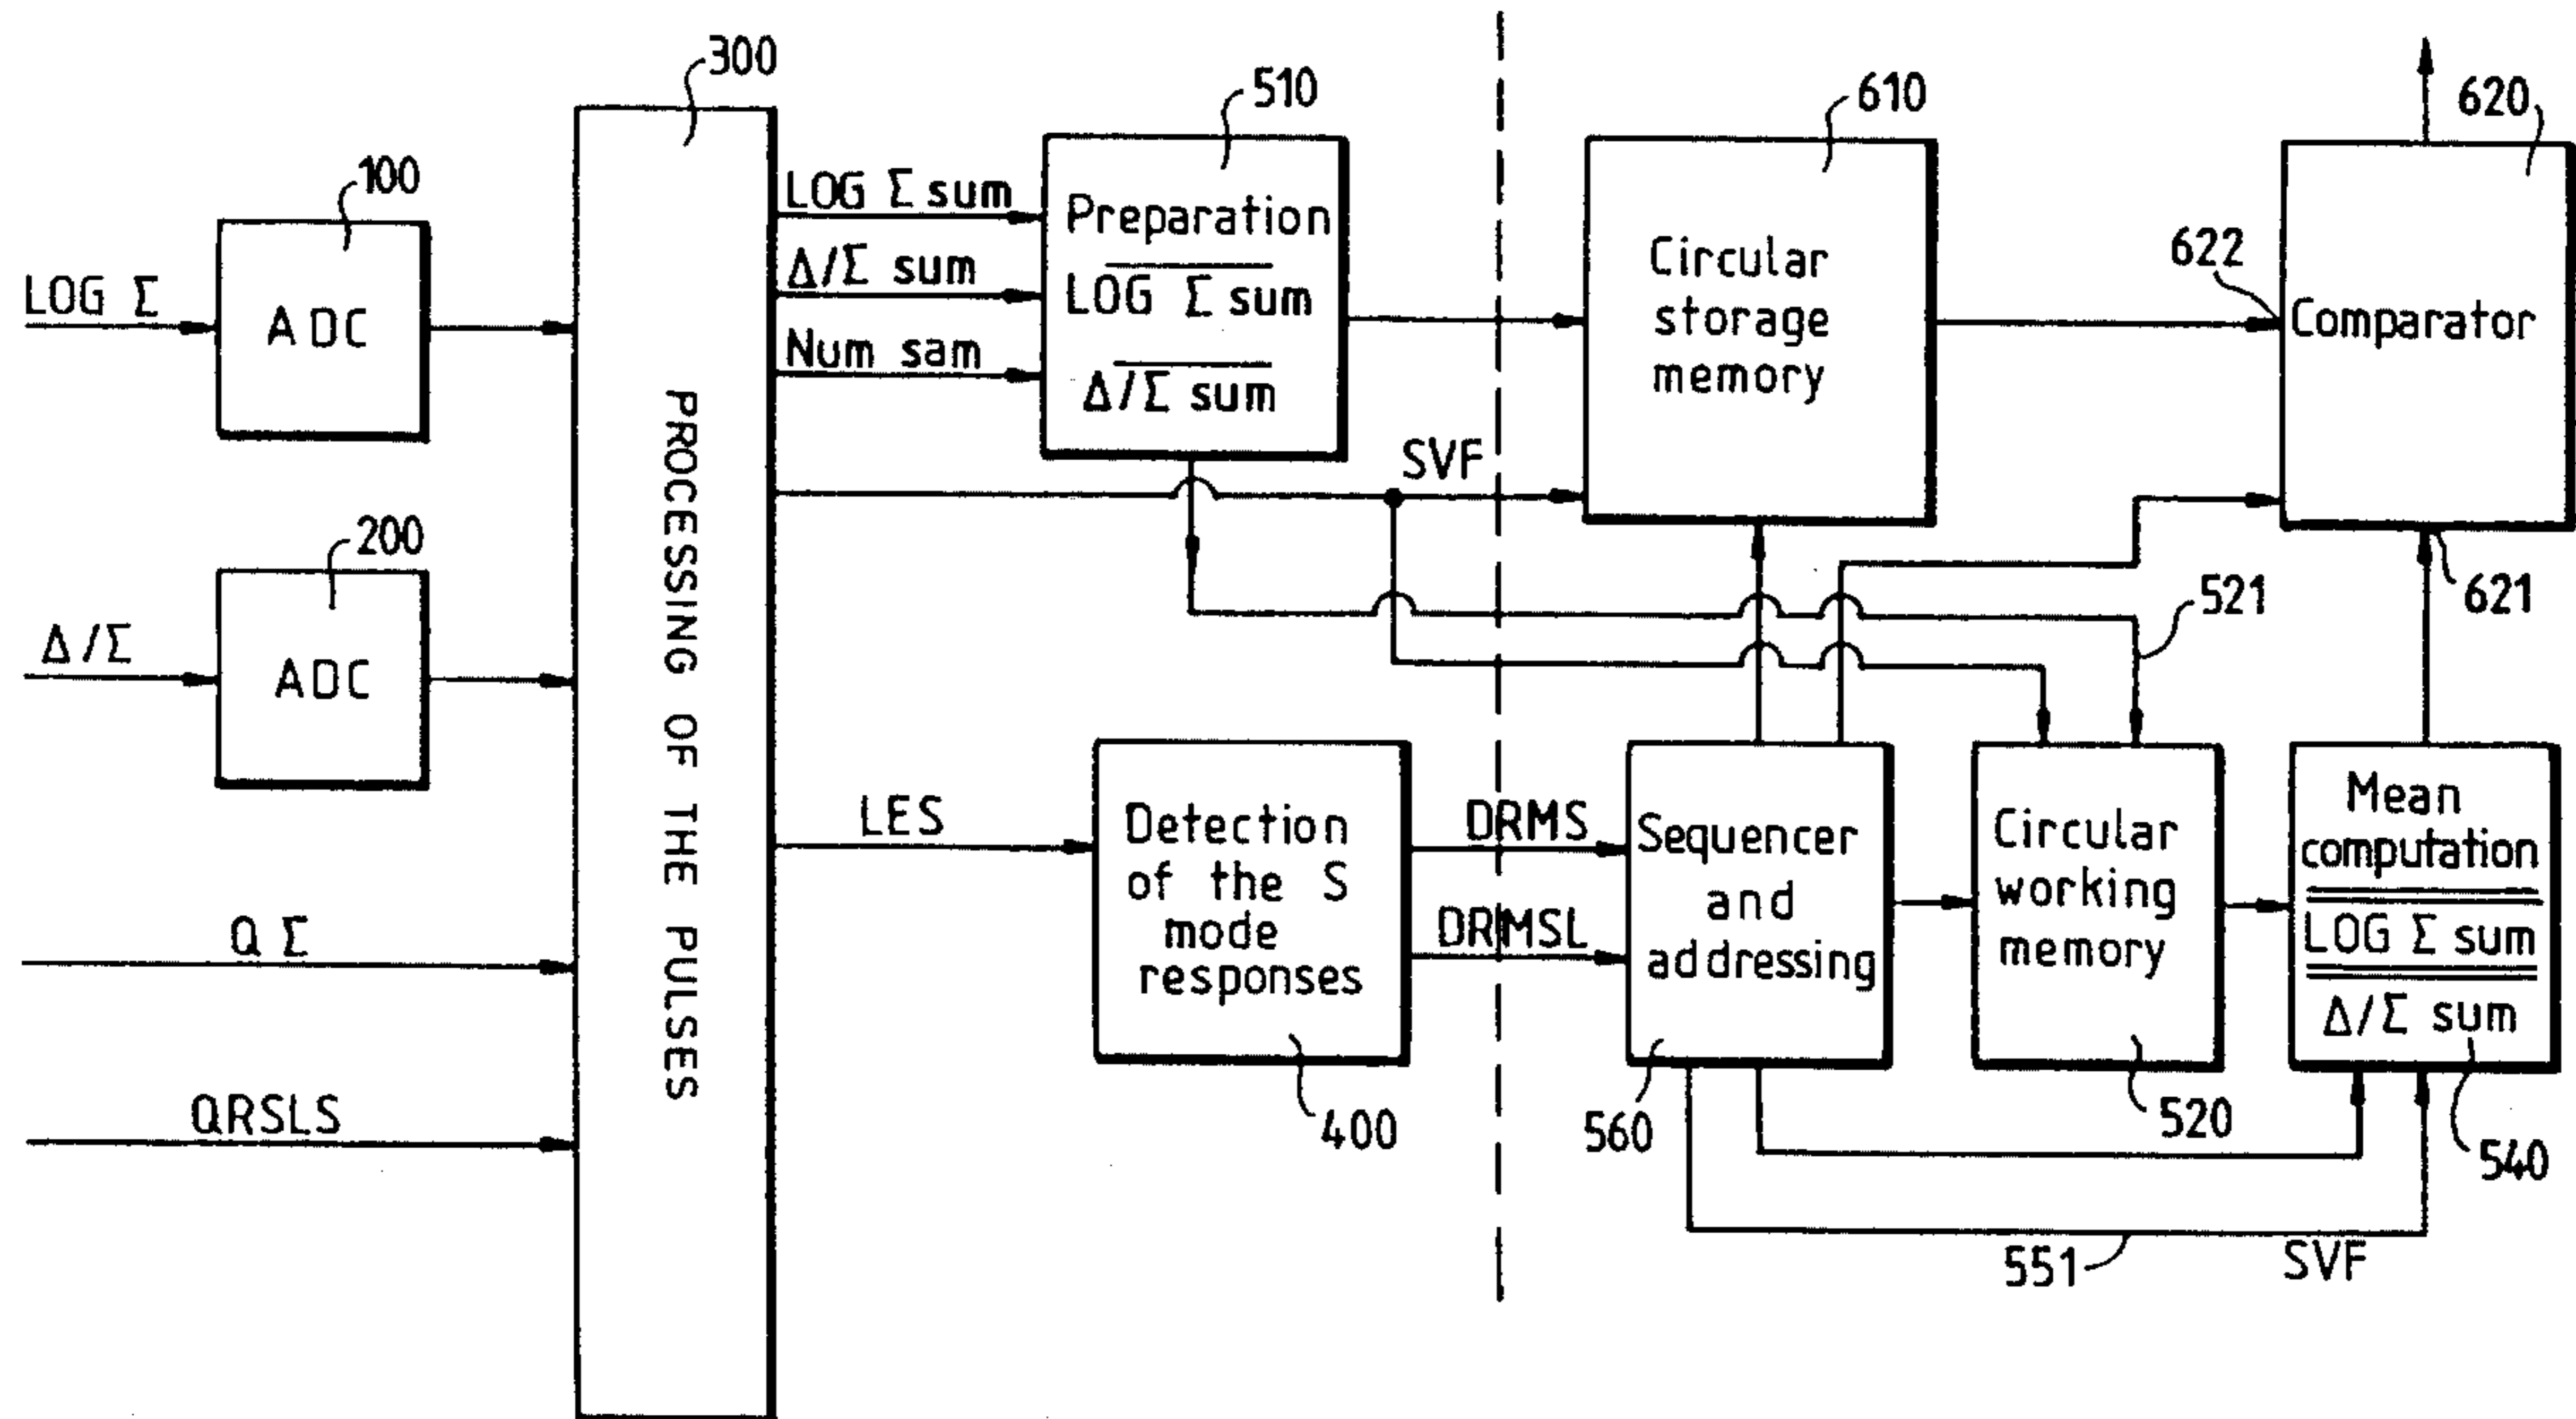 300
510
610
620
100
LOG Σ
ADC
LOG Σ sum
Δ/Σ sum
Num sam
Preparation
LOG Σ sum
Δ/Σ sum
Circular
storage
memory
622
Comparator
SVF
200
Δ/Σ
ADC
PROCESSING OF THE PULSES
521
621
LES
Detection
of the S
mode
responses
400
DRMS
DRMSL
Sequencer
and
addressing
560
Circular
working
memory
520
Mean
computation
LOG Σ sum
Δ/Σ sum
540
Q Σ
QRSLS
551
SVF